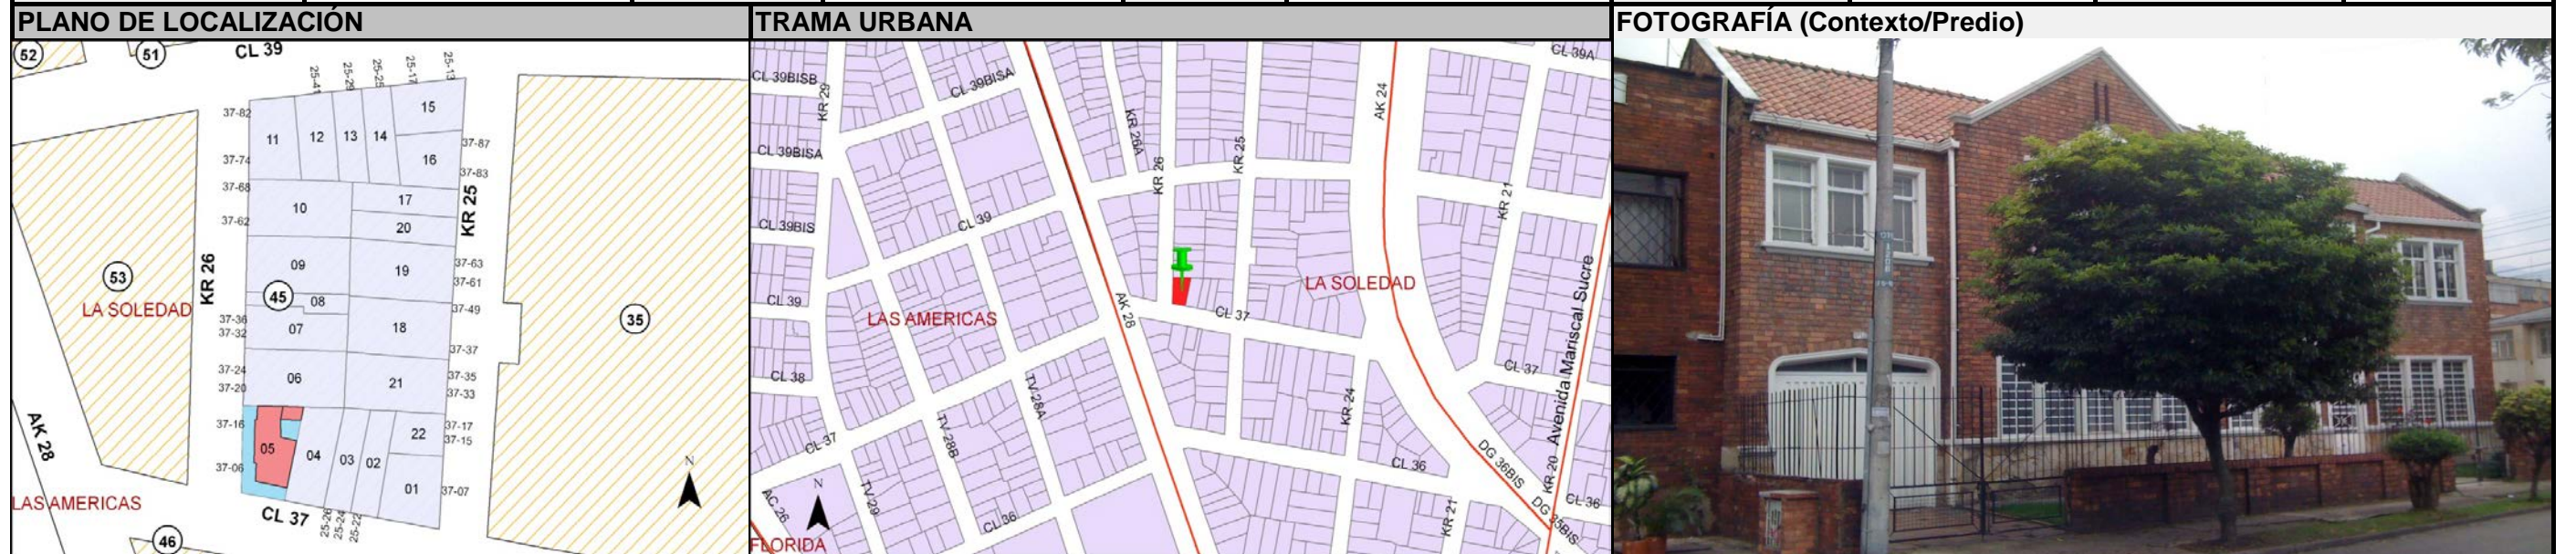 PLANO DE LOCALIZACIÓN
52
51
CL 39
25-41
25-29
25-25
25-17
25-13
37-82
15
11
12
13
14
37-87
37-74
16
37-83
37-68
17
10
KR 25
37-62
20
53
KR 26
09
19
37-63
37-61
45
08
LA SOLEDAD
37-49
35
37-36
37-32
07
18
37-37
37-24
06
37-35
37-20
21
37-33
37-16
22
37-17
37-15
AK 28
05
04
03
02
37-06
01
37-07
N
LAS AMERICAS
CL 37
25-26
25-24
25-22
46
TRAMA URBANA
CL 39BISB
KR 29
CL 39BISA
CL 39A
AK 24
KR 26A
CL 39BISA
KR 26
KR 25
KR 21
CL 39BIS
CL 39
LA SOLEDAD
CL 39
AK 28
LAS AMERICAS
CL 37
KR 20 Avenida Mariscal Sucre
CL 38
CL 37
TV 28A
KR 24
CL 37
TV 28B
DG 36BIS
CL 36
AC 26
N
TV 29
CL 36
KR 21
CL 36
DG 35BIS
FLORIDA
FOTOGRAFÍA (Contexto/Predio)